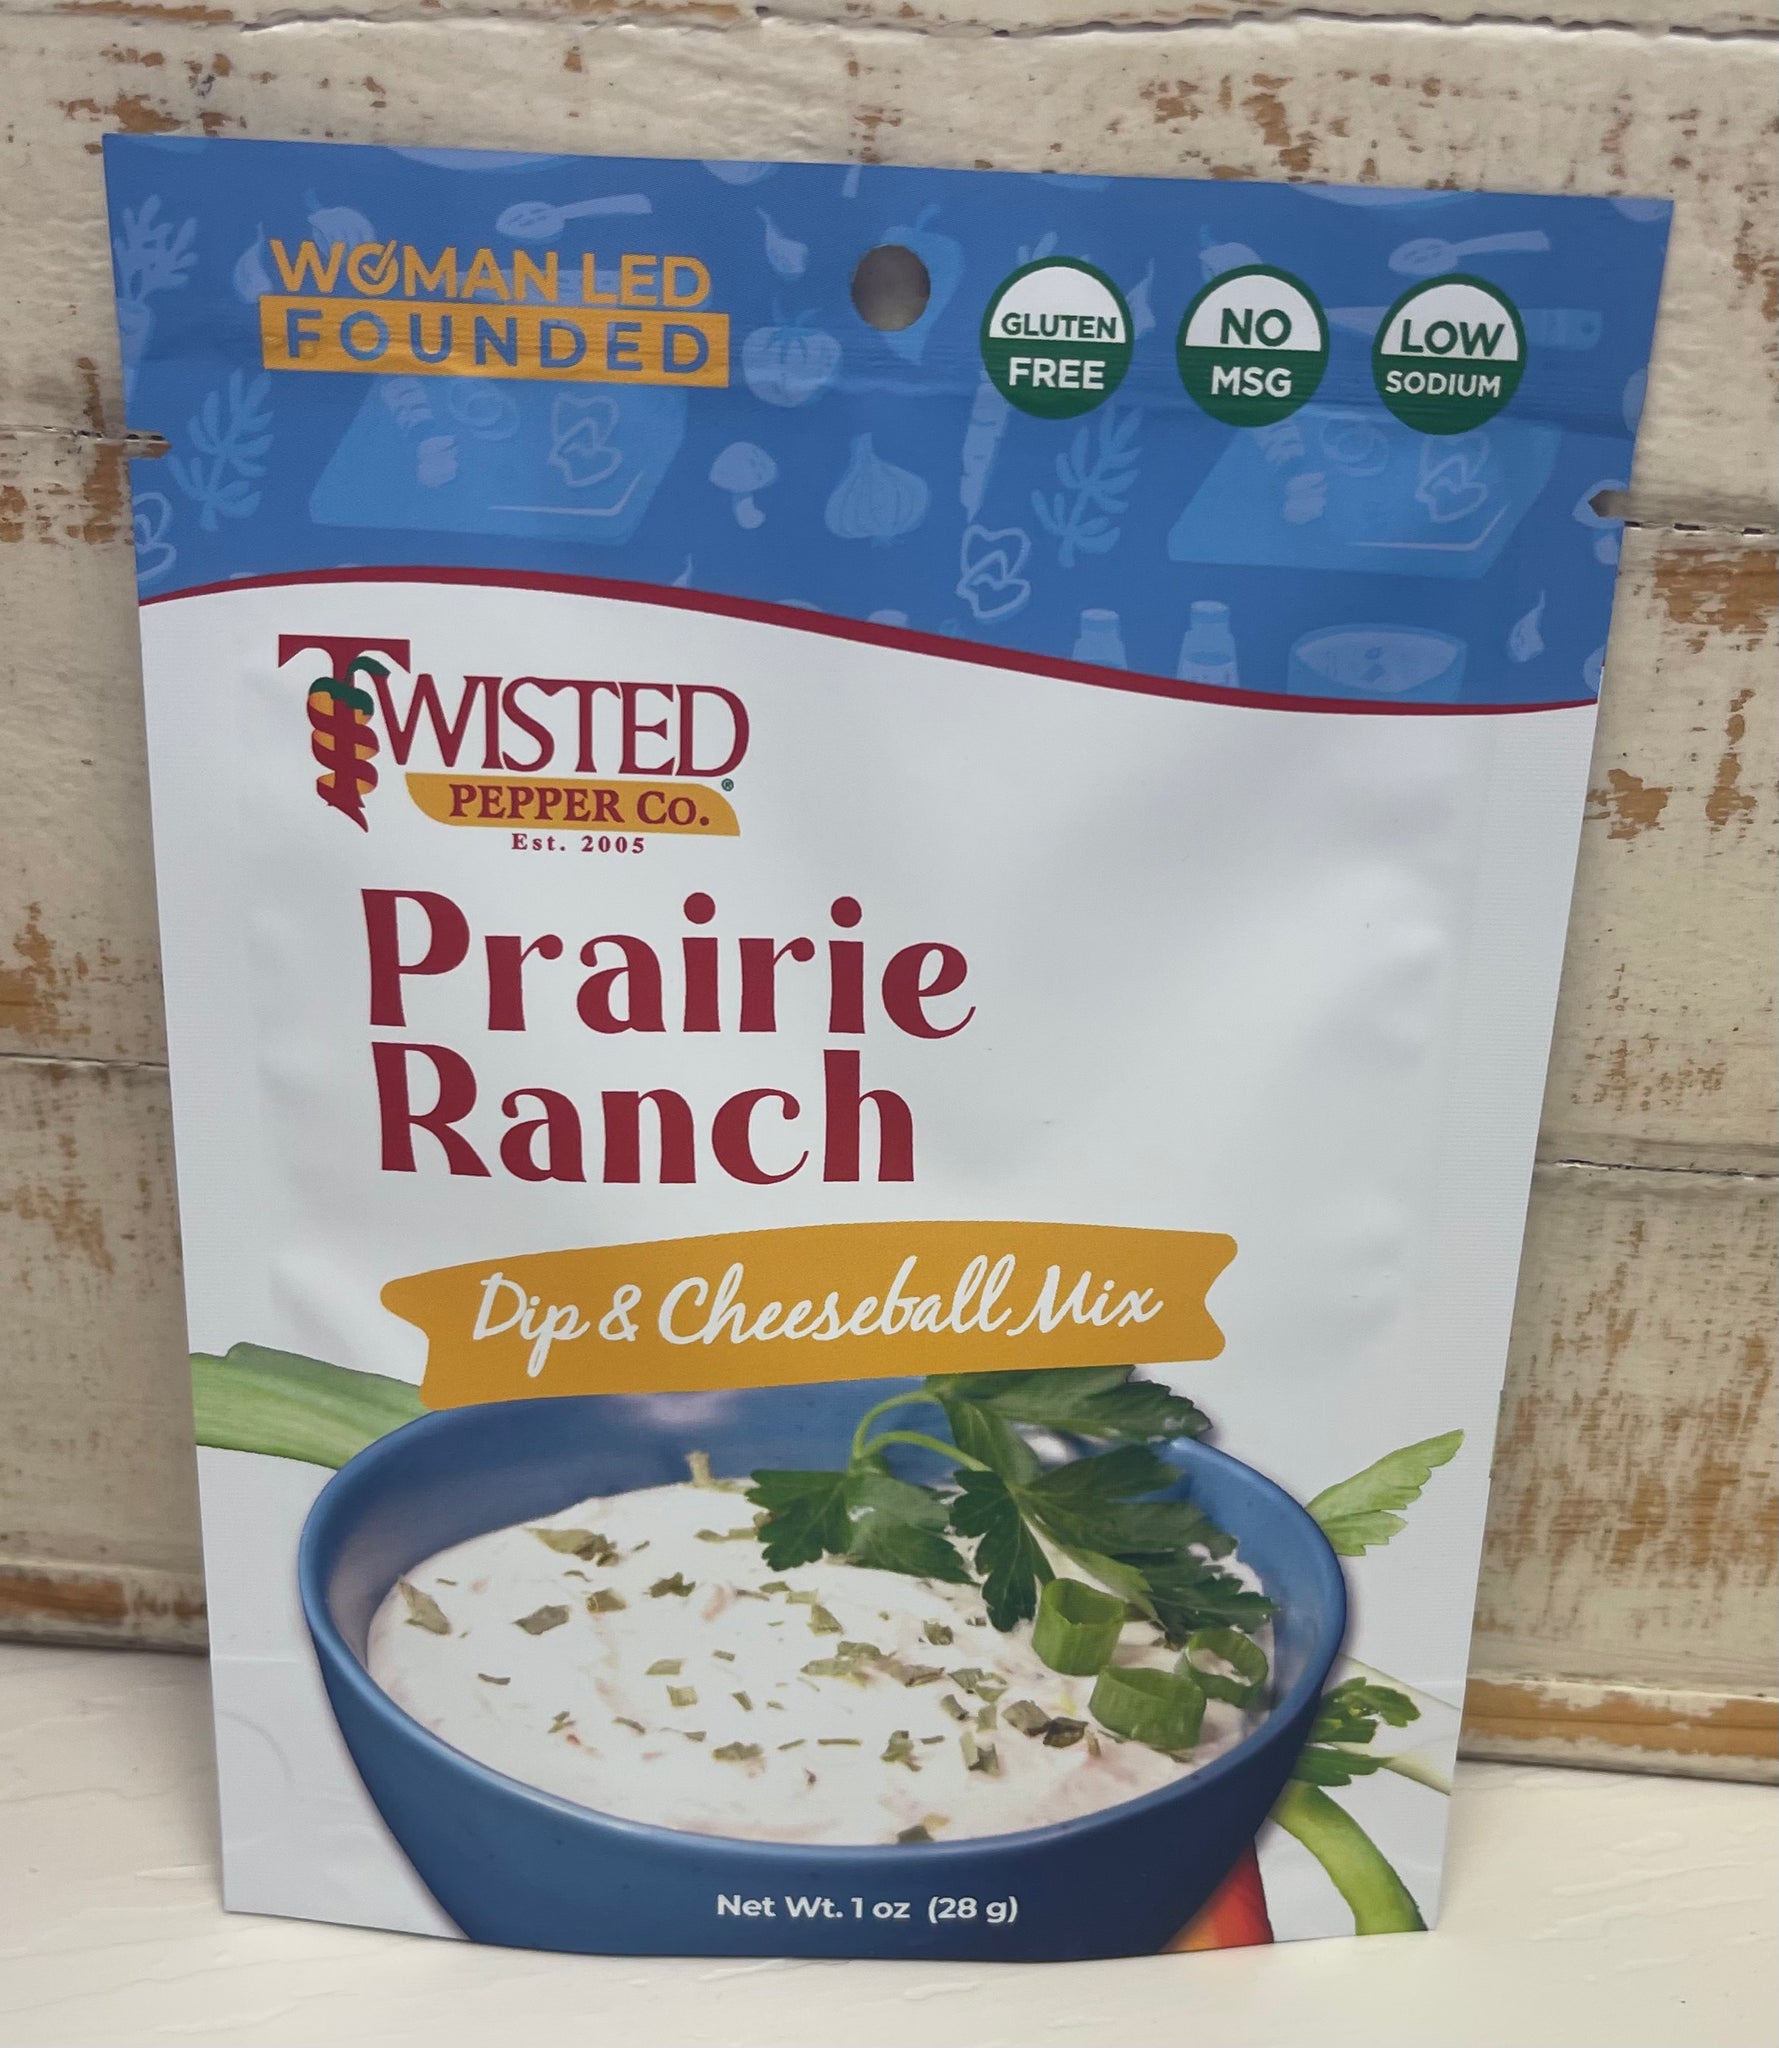 WOMAN LED
FOUNDED
GLUTEN
FREE
NO
MSG
LOW
SODIUM
TWISTED
PEPPER CO.®
Est. 2005
Prairie
Ranch
Dip & Cheeseball Mix
Net Wt. 1 oz (28 g)